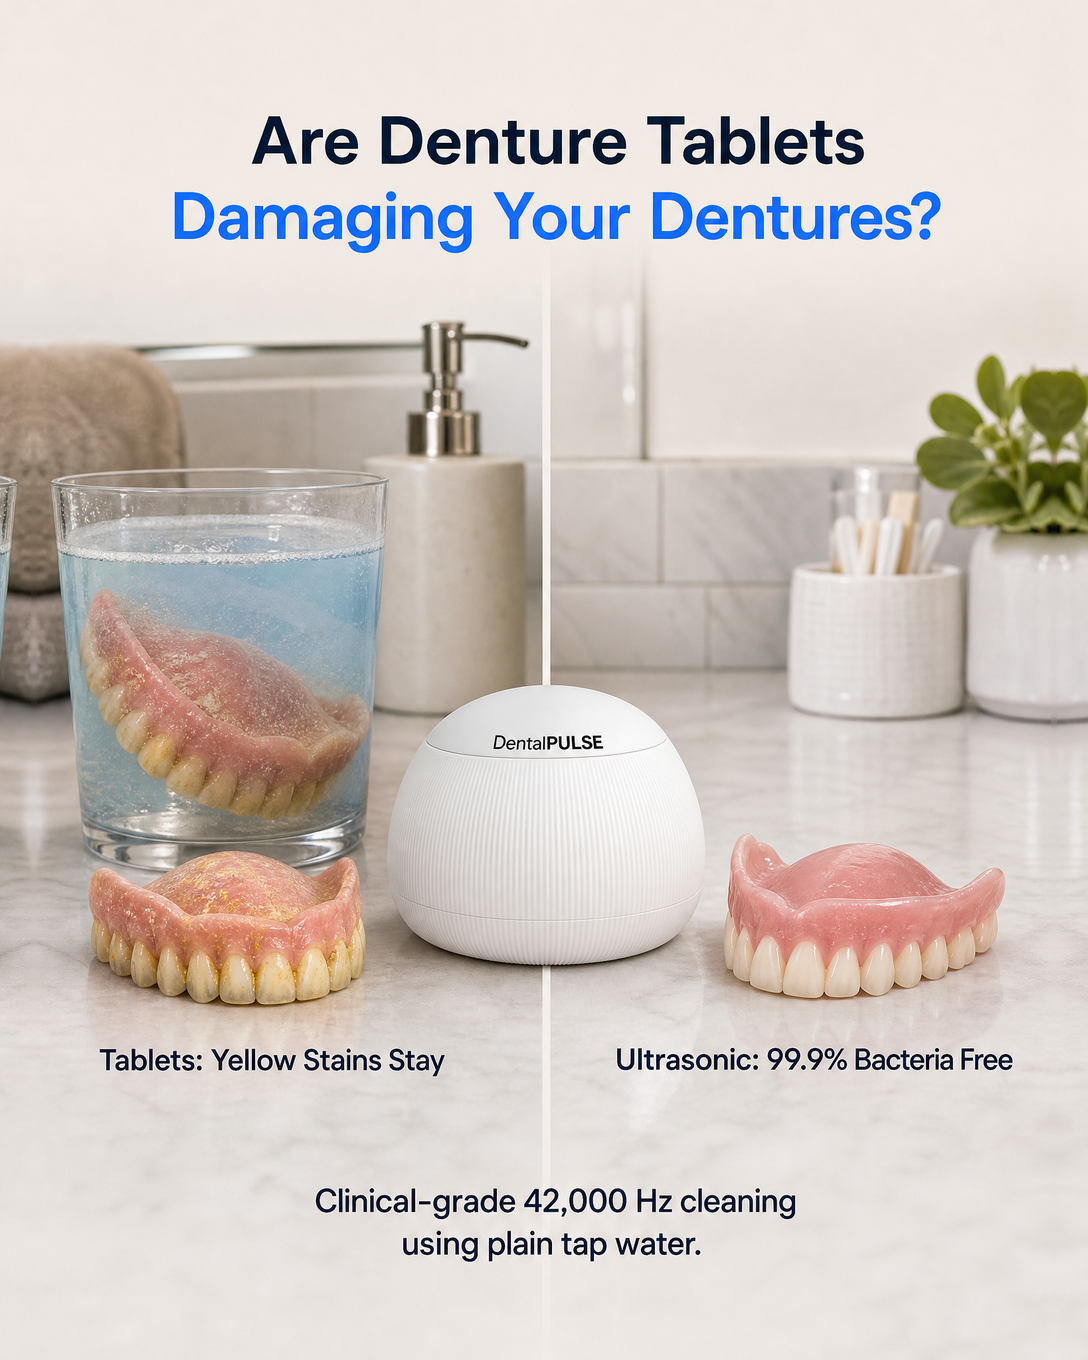 Are Denture Tablets
Damaging Your Dentures?
DentalPULSE
Tablets: Yellow Stains Stay
Ultrasonic: 99.9% Bacteria Free
Clinical-grade 42,000 Hz cleaning
using plain tap water.